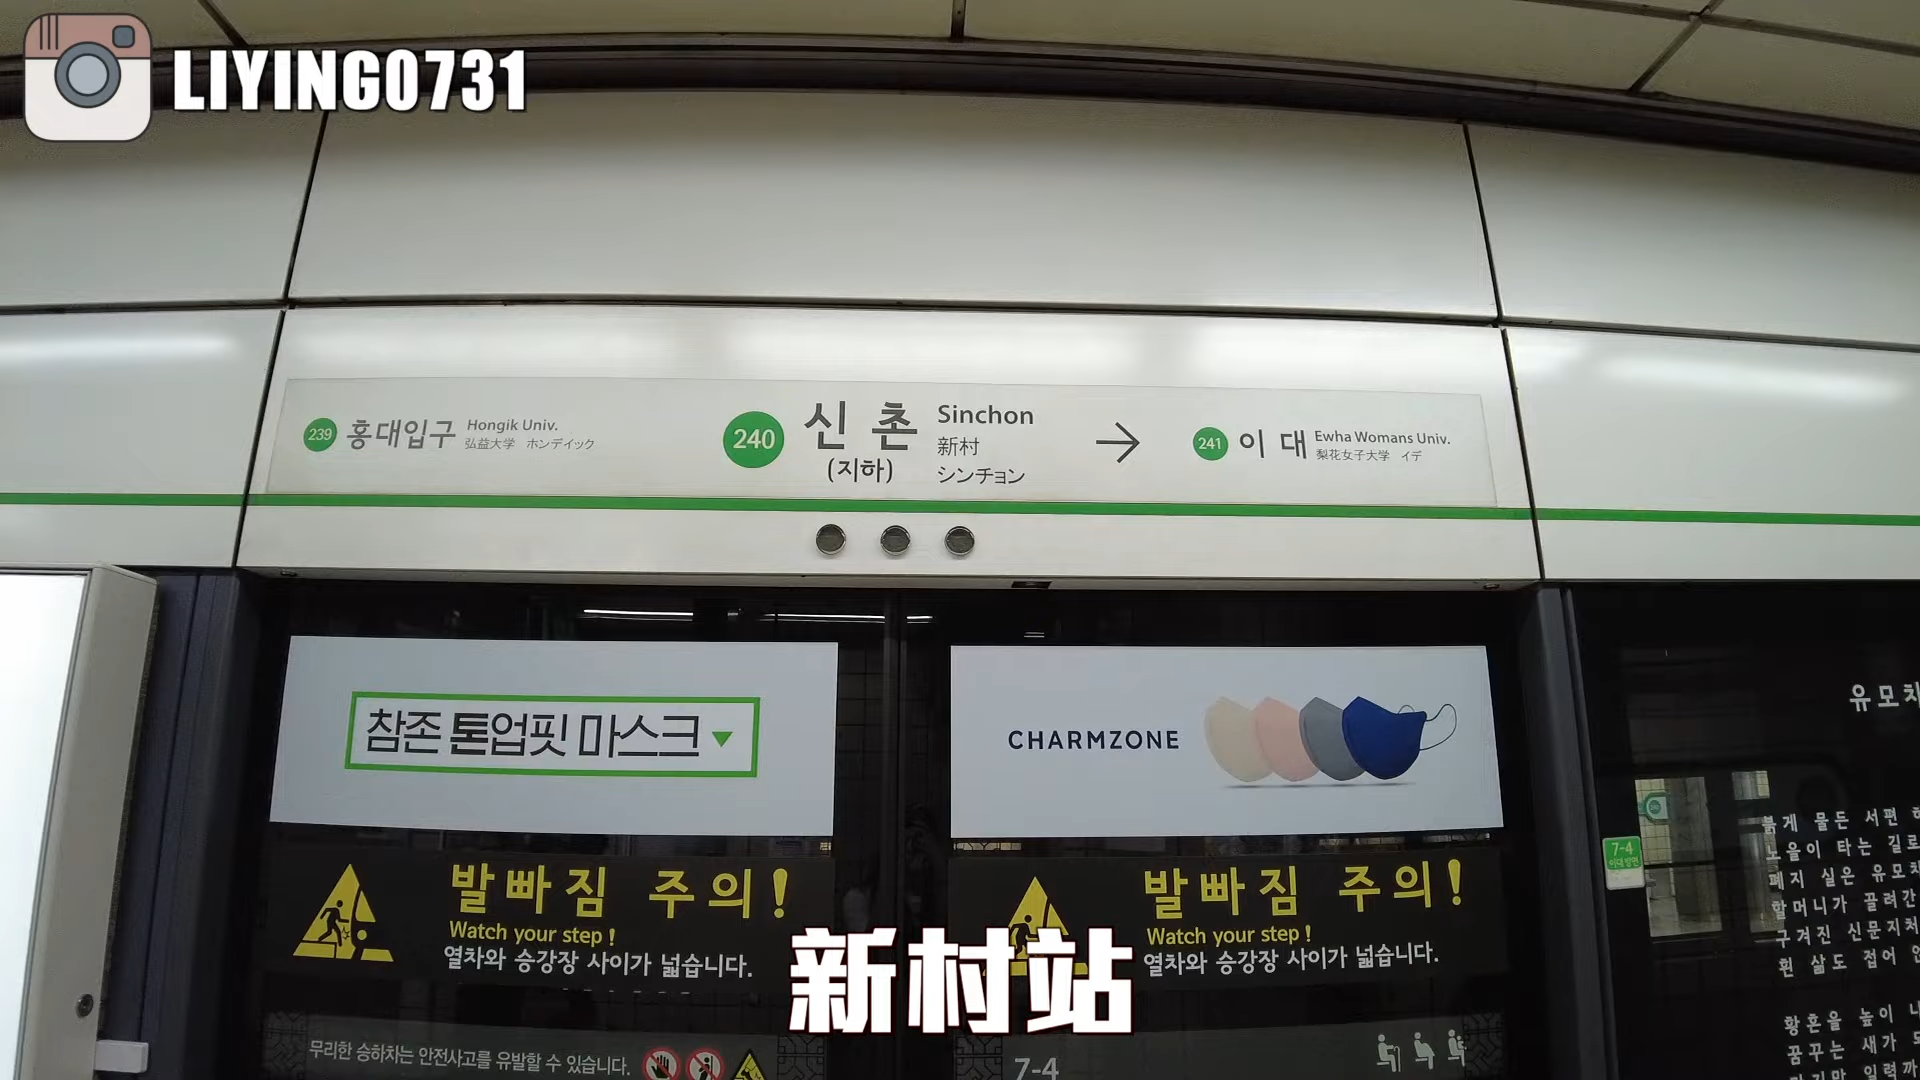 LIYING0731
239 홍대입구 Hongik Univ.
弘益大学 ホンデイック
240 신촌 (지하)
Sinchon
新村
シンチョン
→
241 이대 Ewha Womans Univ.
梨花女子大学 イデ
참존 톤업핏 마스크▼
CHARMZONE
발빠짐 주의!
Watch your step!
열차와 승강장 사이가 넓습니다.
발빠짐 주의!
Watch your step!
열차와 승강장 사이가 넓습니다.
新村站
무리한 승하차는 안전사고를 유발할 수 있습니다.
7-4
7-4
이대 방면
유모차
붉게 물든 서편
노을이 타는 길로
폐지 실은 유모차
할머니가 끌려간
구겨진 신문지처
흰 삶도 접어
황혼을 높이
꿈꾸는 새가